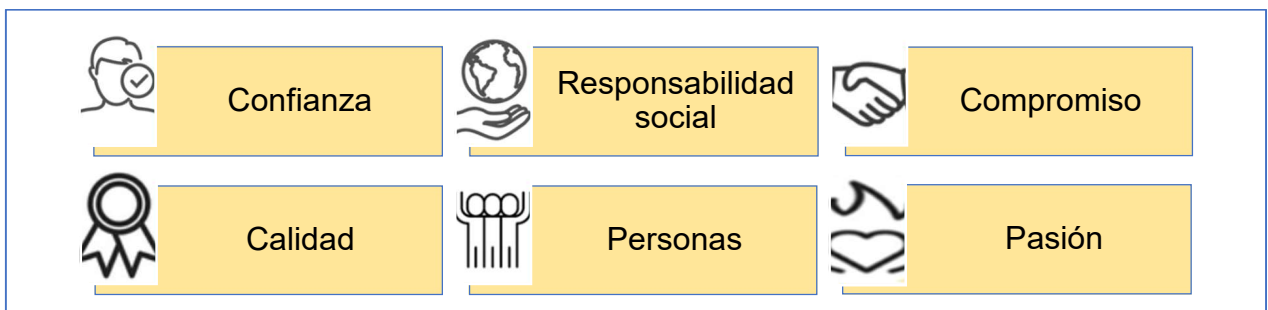 Confianza
Responsabilidad
social
Compromiso
Calidad
Personas
Pasión